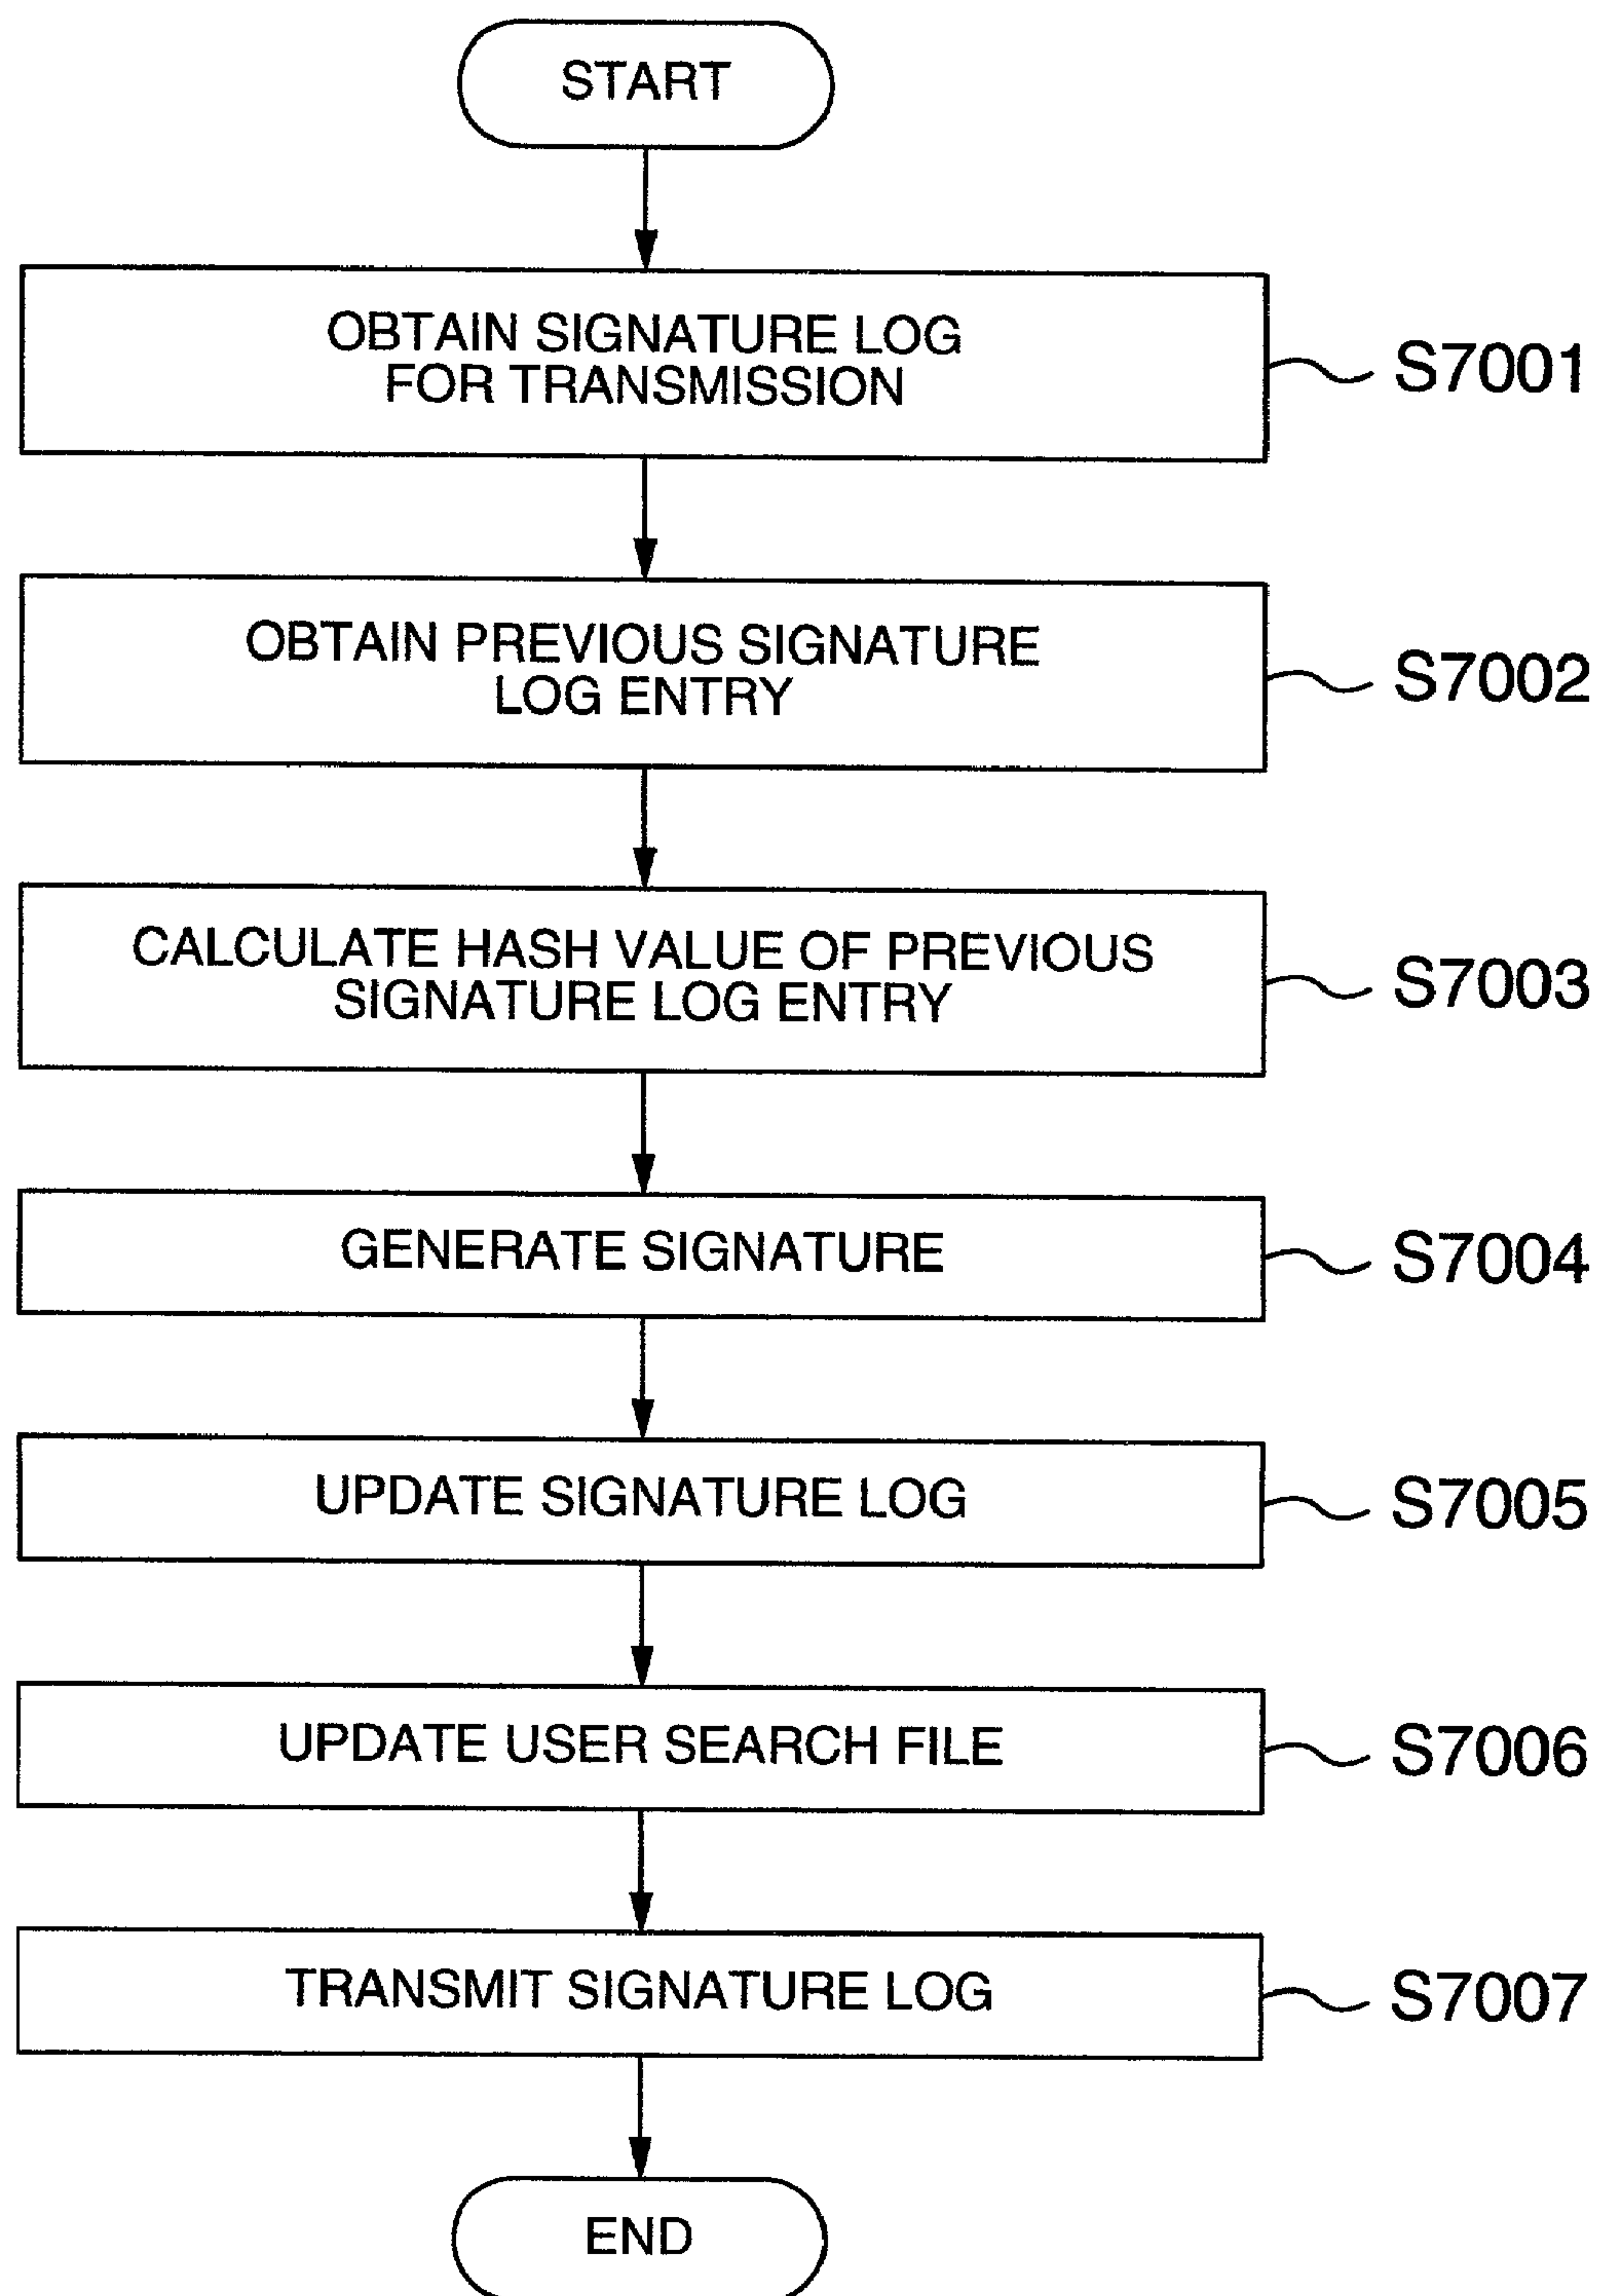 START
OBTAIN SIGNATURE LOG
FOR TRANSMISSION
S7001
OBTAIN PREVIOUS SIGNATURE
LOG ENTRY
S7002
CALCULATE HASH VALUE OF PREVIOUS
SIGNATURE LOG ENTRY
S7003
GENERATE SIGNATURE
S7004
UPDATE SIGNATURE LOG
S7005
UPDATE USER SEARCH FILE
S7006
TRANSMIT SIGNATURE LOG
S7007
END